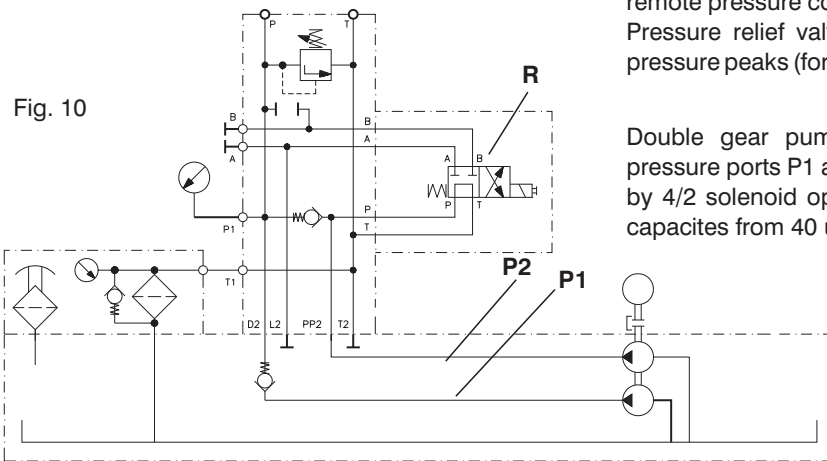 remote pressure co
Pressure relief val
pressure peaks (for
Double gear pum
pressure ports P1 a
by 4/2 solenoid op
capacites from 40 u
Fig. 10
P T
R
B B
A A
A B
P T
P1 P
T
T1
P2
P1
D2 L2 PP2 T2